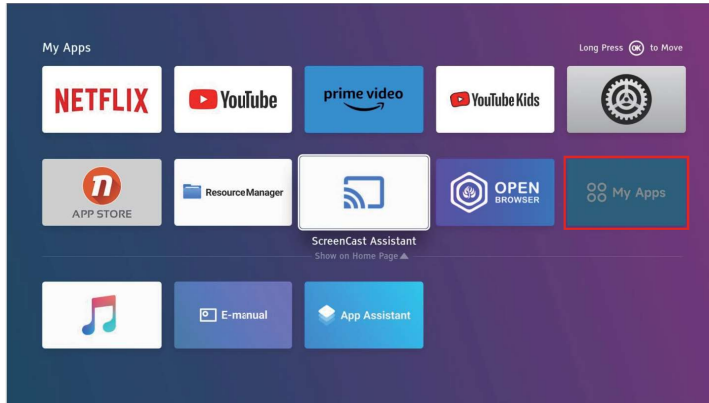 My Apps
Long Press OK to Move
NETFLIX
YouTube
prime video
YouTube Kids
n
APP STORE
ResourceManager
OPEN
BROWSER
My Apps
ScreenCast Assistant
Show on Home Page
E-manual
App Assistant